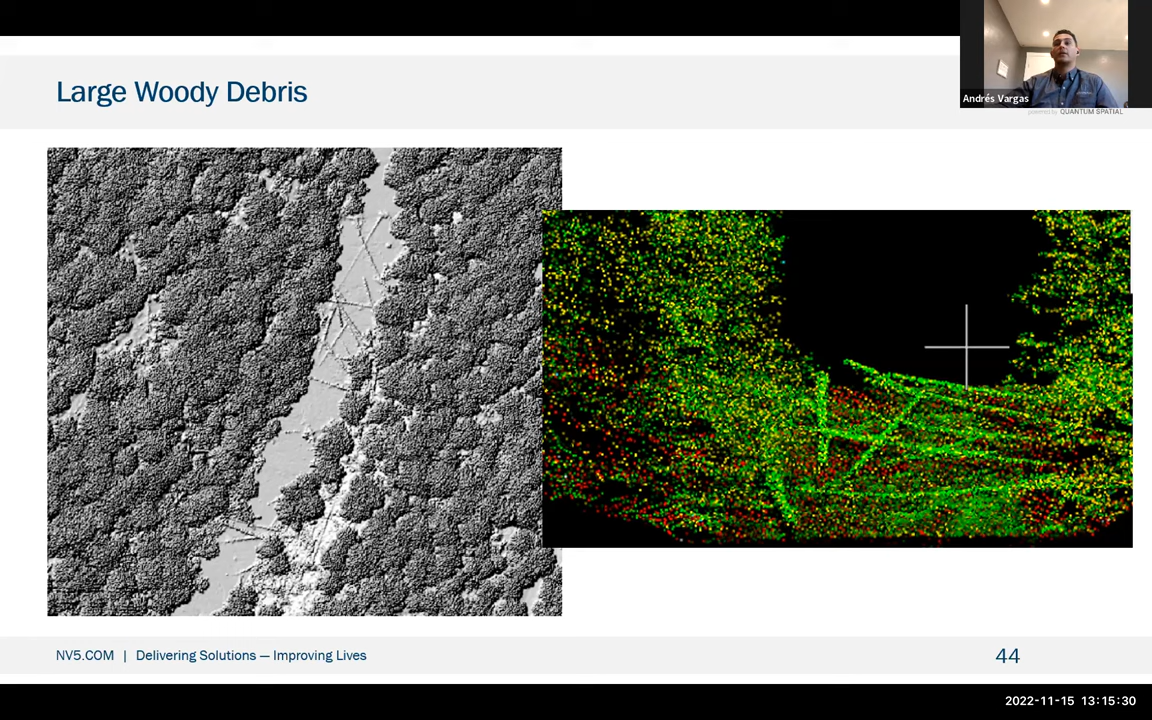 Large Woody Debris
Andrés Vargas
powered by QUANTUM SPATIAL
NV5.COM | Delivering Solutions — Improving Lives
44
2022-11-15 13:15:30